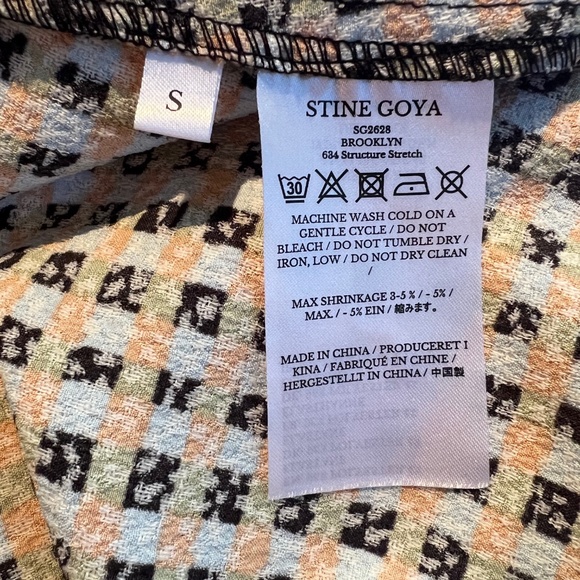 S
STINE GOYA
SG2628
BROOKLYN
634 Structure Stretch
30
MACHINE WASH COLD ON A
GENTLE CYCLE / DO NOT
BLEACH / DO NOT TUMBLE DRY /
IRON, LOW / DO NOT DRY CLEAN
/
MAX SHRINKAGE 3-5 % / - 5% /
MAX. / - 5% EIN / 縮みます。
MADE IN CHINA / PRODUCERET I
KINA / FABRIQUÉ EN CHINE /
HERGESTELLT IN CHINA / 中国製